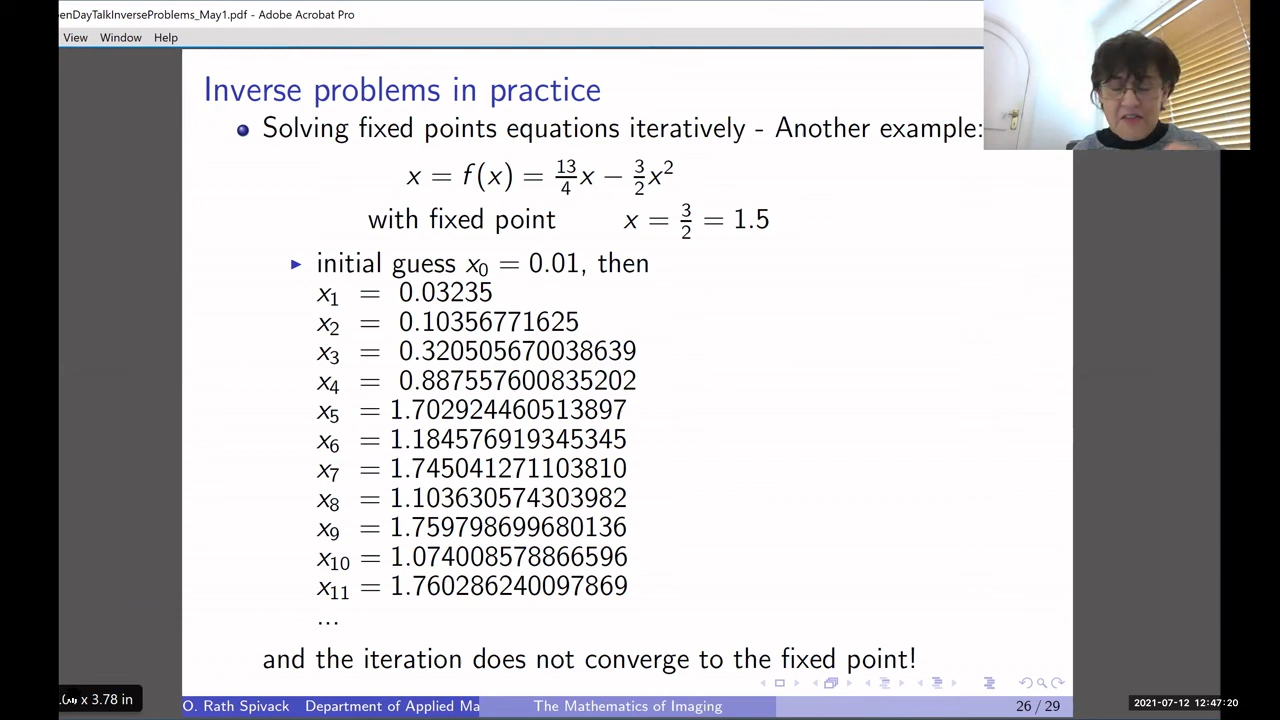 enDayTalkInverseProblems_May1.pdf - Adobe Acrobat Pro
View Window Help
Inverse problems in practice
Solving fixed points equations iteratively - Another example:
x = f(x) = 13/4 x − 3/2 x²
with fixed point x = 3/2 = 1.5
initial guess x₀ = 0.01, then
x₁ = 0.03235
x₂ = 0.10356771625
x₃ = 0.320505670038639
x₄ = 0.887557600835202
x₅ = 1.702924460513897
x₆ = 1.184576919345345
x₇ = 1.745041271103810
x₈ = 1.103630574303982
x₉ = 1.759798699680136
x₁₀ = 1.074008578866596
x₁₁ = 1.760286240097869
...
and the iteration does not converge to the fixed point!
O. Rath Spivack Department of Applied Ma The Mathematics of Imaging 26 / 29
x 3.78 in
2021-07-12 12:47:20